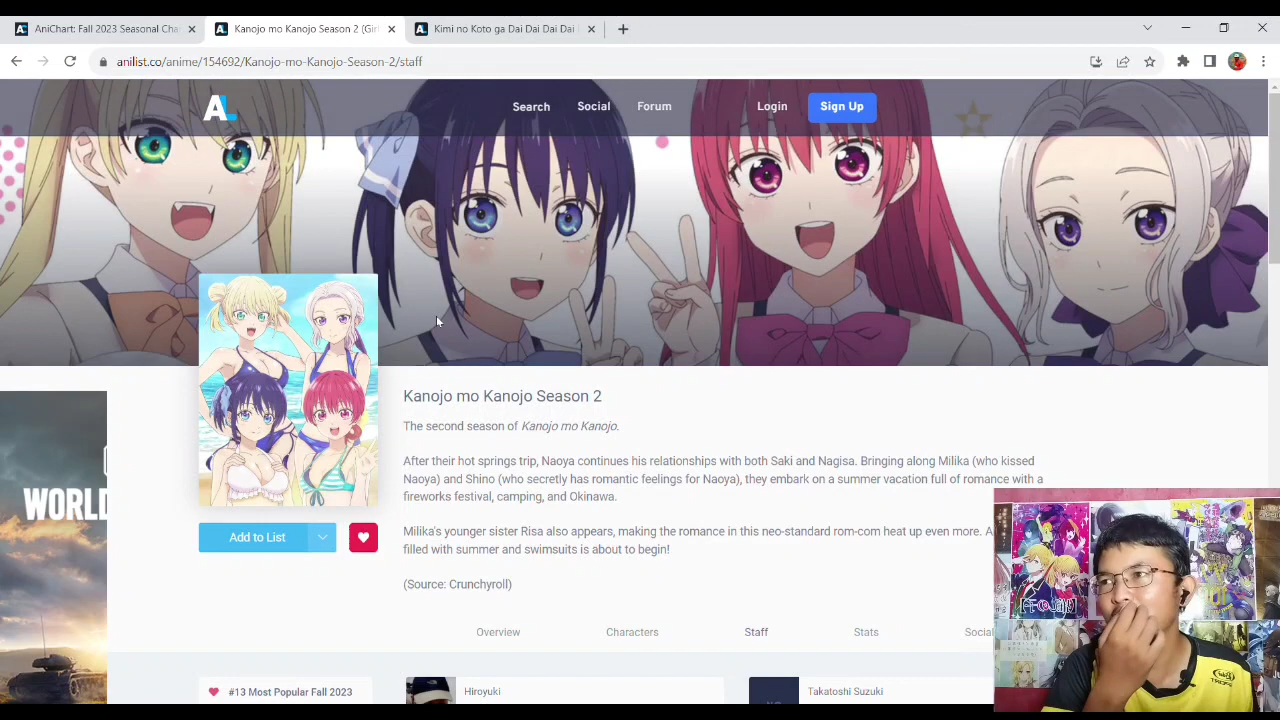 AniChart: Fall 2023 Seasonal Cha
Kanojo mo Kanojo Season 2 (Girl
Kimi no Koto ga Dai Dai Dai Dai
anilist.co/anime/154692/Kanojo-mo-Kanojo-Season-2/staff
AL
Search
Social
Forum
Login
Sign Up
Kanojo mo Kanojo Season 2
The second season of Kanojo mo Kanojo.
After their hot springs trip, Naoya continues his relationships with both Saki and Nagisa. Bringing along Milika (who kissed
Naoya) and Shino (who secretly has romantic feelings for Naoya), they embark on a summer vacation full of romance with a
fireworks festival, camping, and Okinawa.
Milika's younger sister Risa also appears, making the romance in this neo-standard rom-com heat up even more. A
filled with summer and swimsuits is about to begin!
(Source: Crunchyroll)
WORLD
Add to List
Overview
Characters
Staff
Stats
Social
#13 Most Popular Fall 2023
Hiroyuki
Takatoshi Suzuki